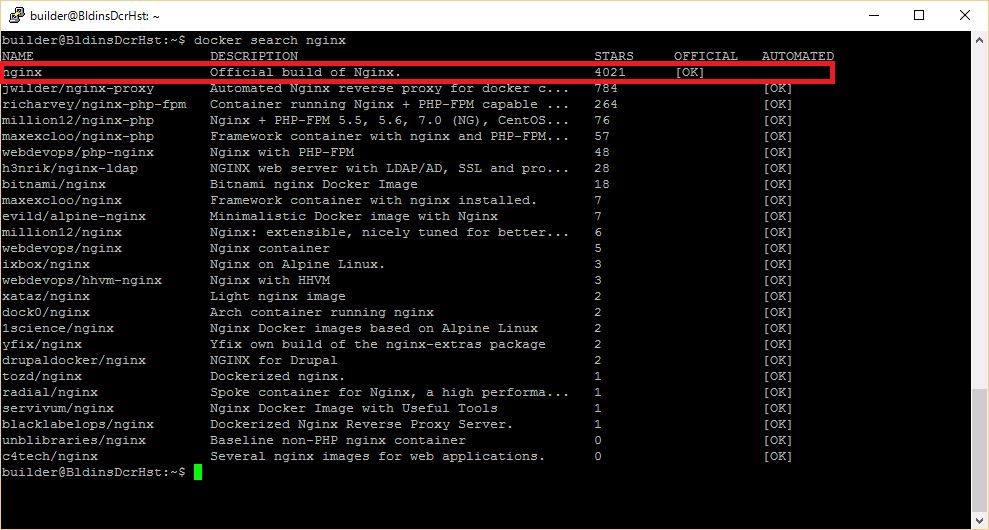 builder@BldinsDcrHst: ~
builder@BldinsDcrHst:~$ docker search nginx
NAME DESCRIPTION STARS OFFICIAL AUTOMATED
nginx Official build of Nginx. 4021 [OK]
jwilder/nginx-proxy Automated Nginx reverse proxy for docker c... 784 [OK]
richarvey/nginx-php-fpm Container running Nginx + PHP-FPM capable ... 264 [OK]
million12/nginx-php Nginx + PHP-FPM 5.5, 5.6, 7.0 (NG), CentOS... 76 [OK]
maxexcloo/nginx-php Framework container with nginx and PHP-FPM... 57 [OK]
webdevops/php-nginx Nginx with PHP-FPM 48 [OK]
h3nrik/nginx-ldap NGINX web server with LDAP/AD, SSL and pro... 28 [OK]
bitnami/nginx Bitnami nginx Docker Image 18 [OK]
maxexcloo/nginx Framework container with nginx installed. 7 [OK]
evild/alpine-nginx Minimalistic Docker image with Nginx 7 [OK]
million12/nginx Nginx: extensible, nicely tuned for better... 6 [OK]
webdevops/nginx Nginx container 5 [OK]
ixbox/nginx Nginx on Alpine Linux. 3 [OK]
webdevops/hhvm-nginx Nginx with HHVM 3 [OK]
xataz/nginx Light nginx image 2 [OK]
dock0/nginx Arch container running nginx 2 [OK]
1science/nginx Nginx Docker images based on Alpine Linux 2 [OK]
yfix/nginx Yfix own build of the nginx-extras package 2 [OK]
drupaldocker/nginx NGINX for Drupal 2 [OK]
tozd/nginx Dockerized nginx. 1 [OK]
radial/nginx Spoke container for Nginx, a high performa... 1 [OK]
servivum/nginx Nginx Docker Image with Useful Tools 1 [OK]
blacklabelops/nginx Dockerized Nginx Reverse Proxy Server. 1 [OK]
unblibraries/nginx Baseline non-PHP nginx container 0 [OK]
c4tech/nginx Several nginx images for web applications. 0 [OK]
builder@BldinsDcrHst:~$